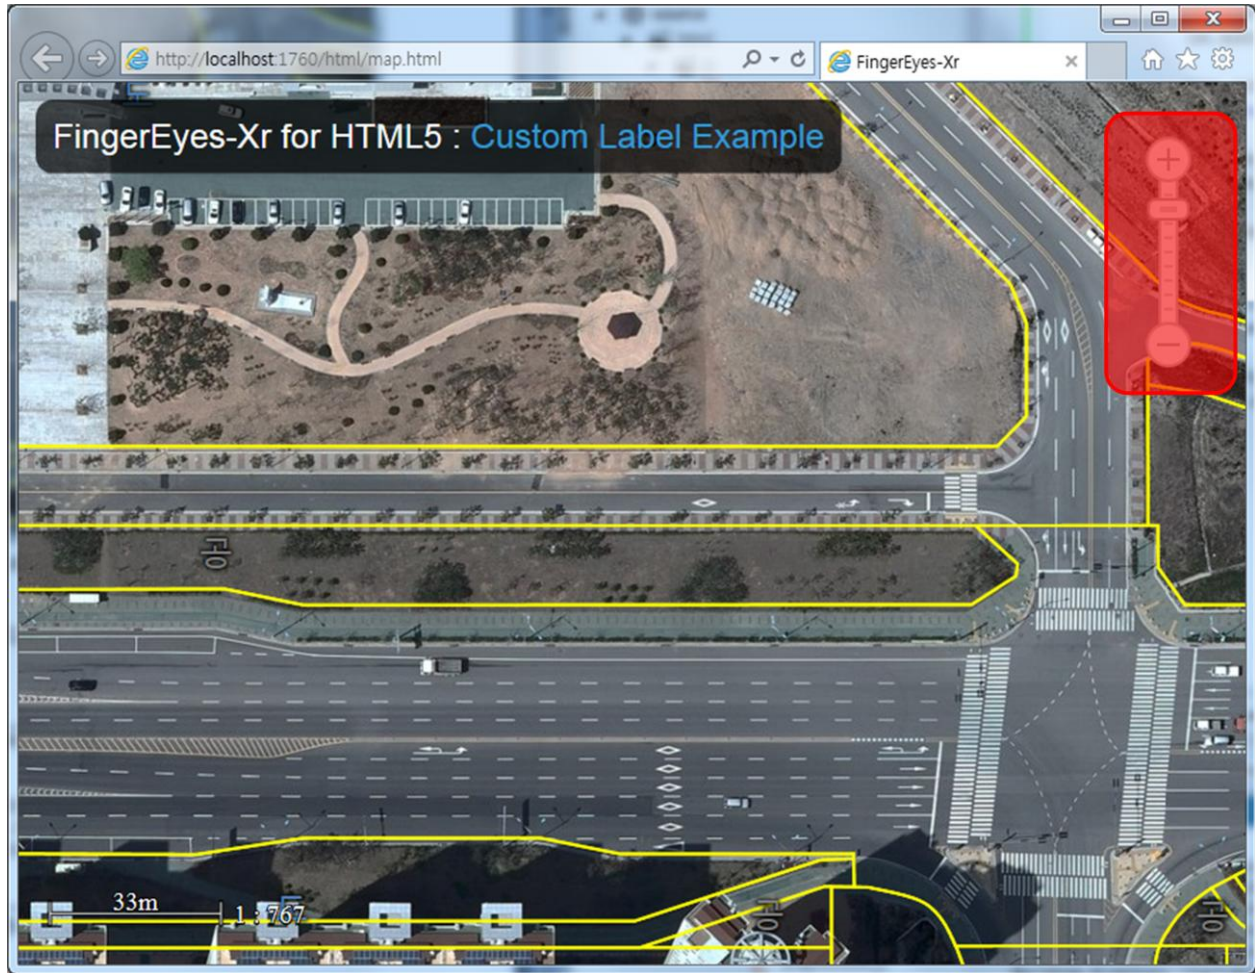 http://localhost:1760/html/map.html
FingerEyes-Xr
FingerEyes-Xr for HTML5 : Custom Label Example
33m
1 : 767